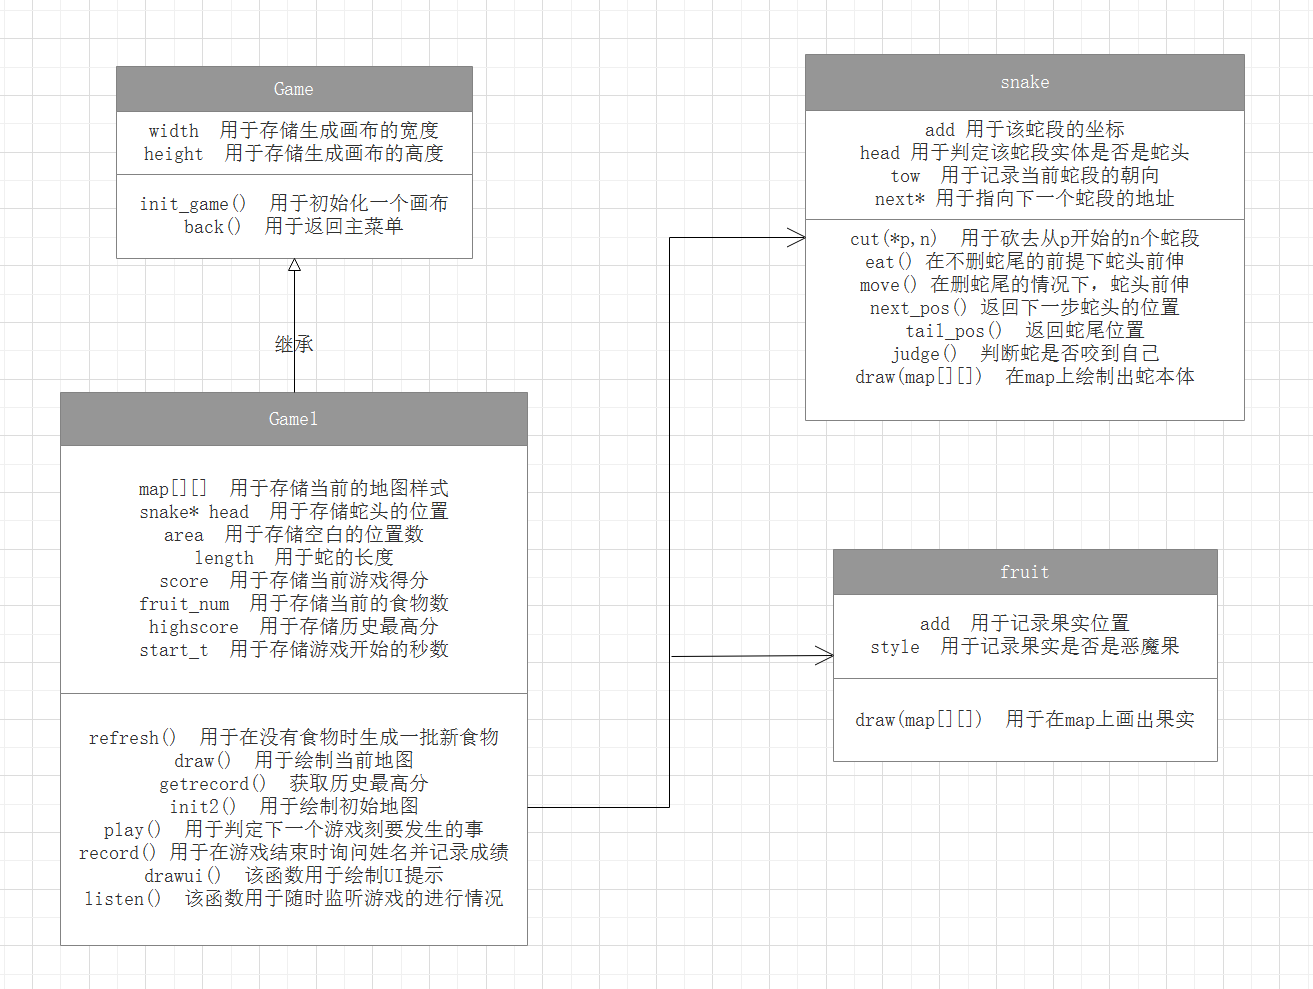 Game
width 用于存储生成画布的宽度
height 用于存储生成画布的高度
init_game() 用于初始化一个画布
back() 用于返回主菜单
继承
Game1
map[][] 用于存储当前的地图样式
snake* head 用于存储蛇头的位置
area 用于存储空白的位置数
length 用于蛇的长度
score 用于存储当前游戏得分
fruit_num 用于存储当前的食物数
highscore 用于存储历史最高分
start_t 用于存储游戏开始的秒数
refresh() 用于在没有食物时生成一批新食物
draw() 用于绘制当前地图
getrecord() 获取历史最高分
init2() 用于绘制初始地图
play() 用于判定下一个游戏刻要发生的事
record() 用于在游戏结束时询问姓名并记录成绩
drawui() 该函数用于绘制UI提示
listen() 该函数用于随时监听游戏的进行情况
snake
add 用于该蛇段的坐标
head 用于判定该蛇段实体是否是蛇头
tow 用于记录当前蛇段的朝向
next* 用于指向下一个蛇段的地址
cut(*p,n) 用于砍去从p开始的n个蛇段
eat() 在不删蛇尾的前提下蛇头前伸
move() 在删蛇尾的情况下，蛇头前伸
next_pos() 返回下一步蛇头的位置
tail_pos() 返回蛇尾位置
judge() 判断蛇是否咬到自己
draw(map[][]) 在map上绘制出蛇本体
fruit
add 用于记录果实位置
style 用于记录果实是否是恶魔果
draw(map[][]) 用于在map上画出果实